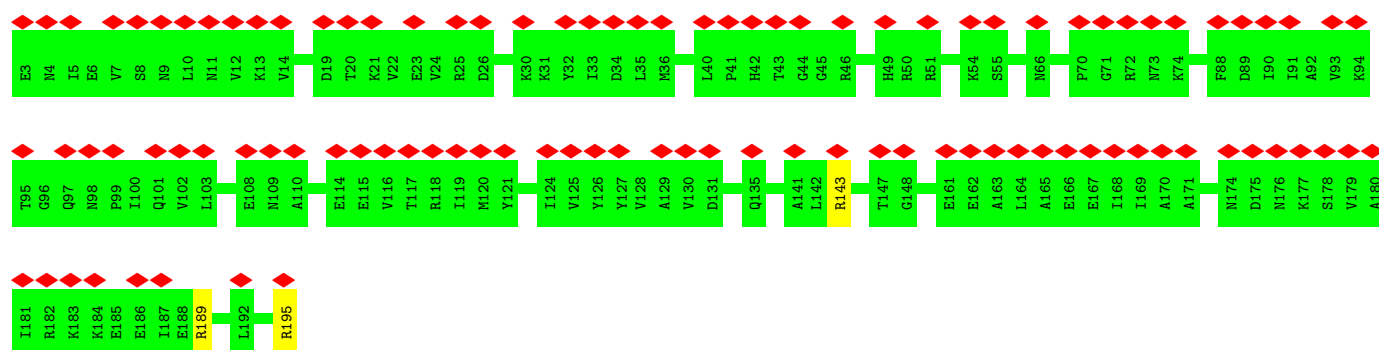 E3 N4 I5 E6 V7 S8 N9 L10 N11 V12 K13 V14 D19 T20 K21 V22 E23 V24 R25 D26 K30 K31 Y32 I33 D34 L35 M36 L40 P41 H42 T43 G44 G45 R46 H49 R50 R51 K54 S55 N66 P70 G71 R72 N73 K74 F88 D89 I90 I91 A92 V93 K94
T95 G96 Q97 N98 P99 I100 Q101 V102 L103 E108 N109 A110 E114 E115 V116 T117 R118 I119 M120 Y121 I124 V125 Y126 Y127 V128 A129 V130 D131 Q135 A141 L142 R143 T147 G148 E161 E162 A163 L164 A165 E166 E167 I168 I169 A170 A171 N174 D175 N176 K177 S178 V179 A180
I181 R182 K183 K184 E185 E186 I187 E188 R189 L192 R195